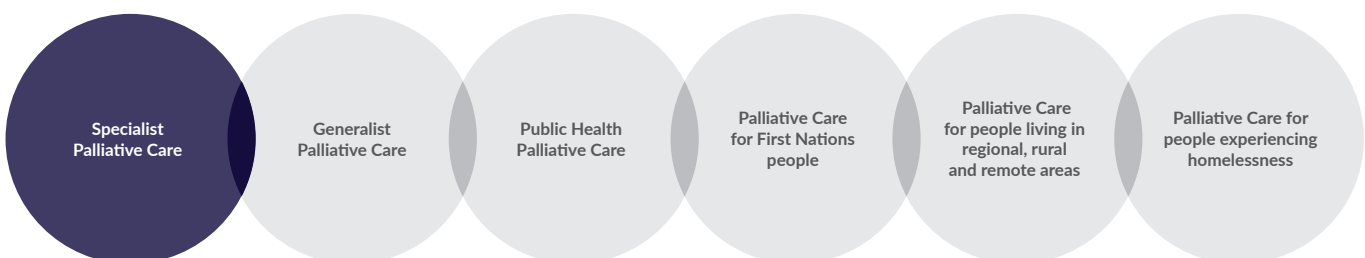 Specialist
Palliative Care
Generalist
Palliative Care
Public Health
Palliative Care
Palliative Care
for First Nations
people
Palliative Care
for people living in
regional, rural
and remote areas
Palliative Care for
people experiencing
homelessness